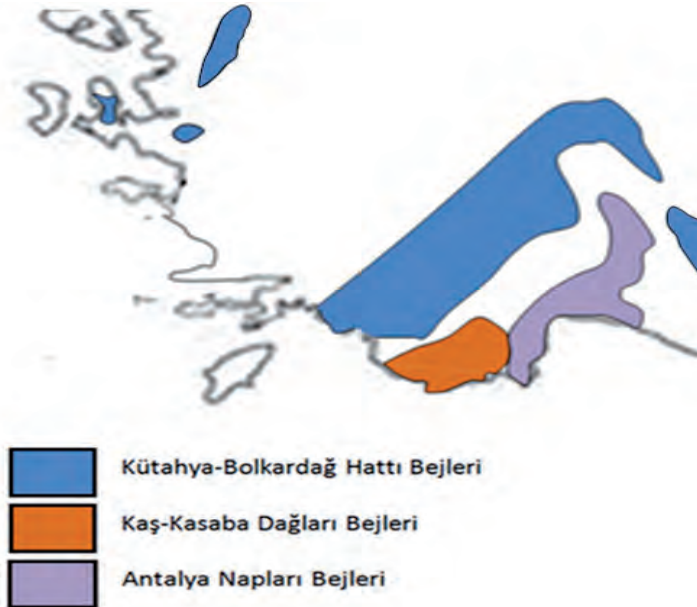 Kütahya-Bolkardağ Hattı Bejleri
Kaş-Kasaba Dağları Bejleri
Antalya Napları Bejleri